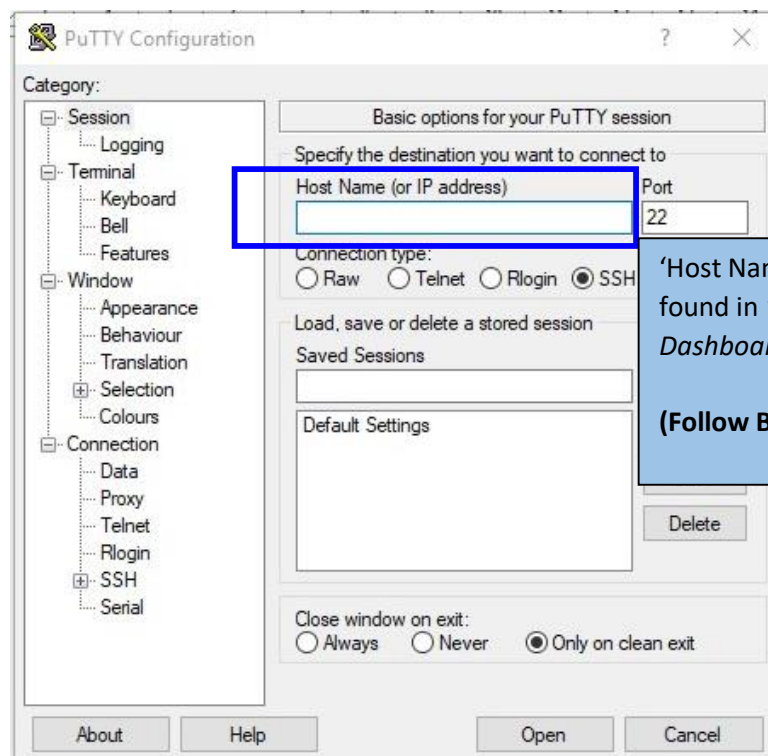 PuTTY Configuration
?
Category:
Session
Logging
Terminal
Keyboard
Bell
Features
Window
Appearance
Behaviour
Translation
Selection
Colours
Connection
Data
Proxy
Telnet
Rlogin
SSH
Serial
Basic options for your PuTTY session
Specify the destination you want to connect to
Host Name (or IP address) Port
22
Connection type:
Raw Telnet Rlogin SSH
Load, save or delete a stored session
Saved Sessions
Default Settings
Delete
‘Host
found in
(Follow
Close window on exit:
Always Never Only on clean exit
About Help Open Cancel